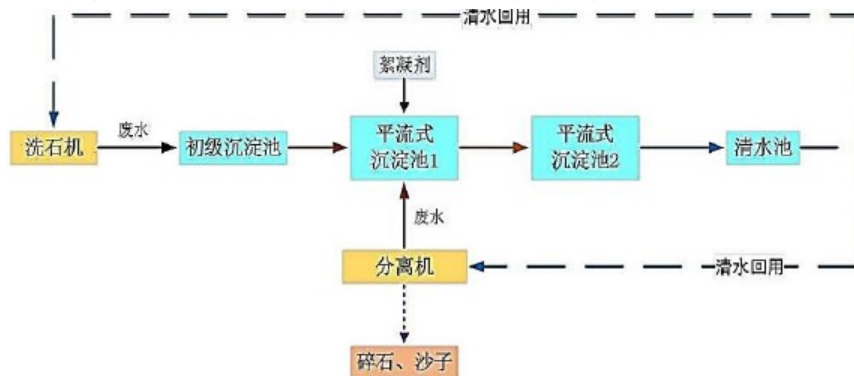 清水回用
絮凝剂
洗石机
废水
初级沉淀池
平流式
沉淀池1
平流式
沉淀池2
清水池
废水
分离机
清水回用
碎石、沙子